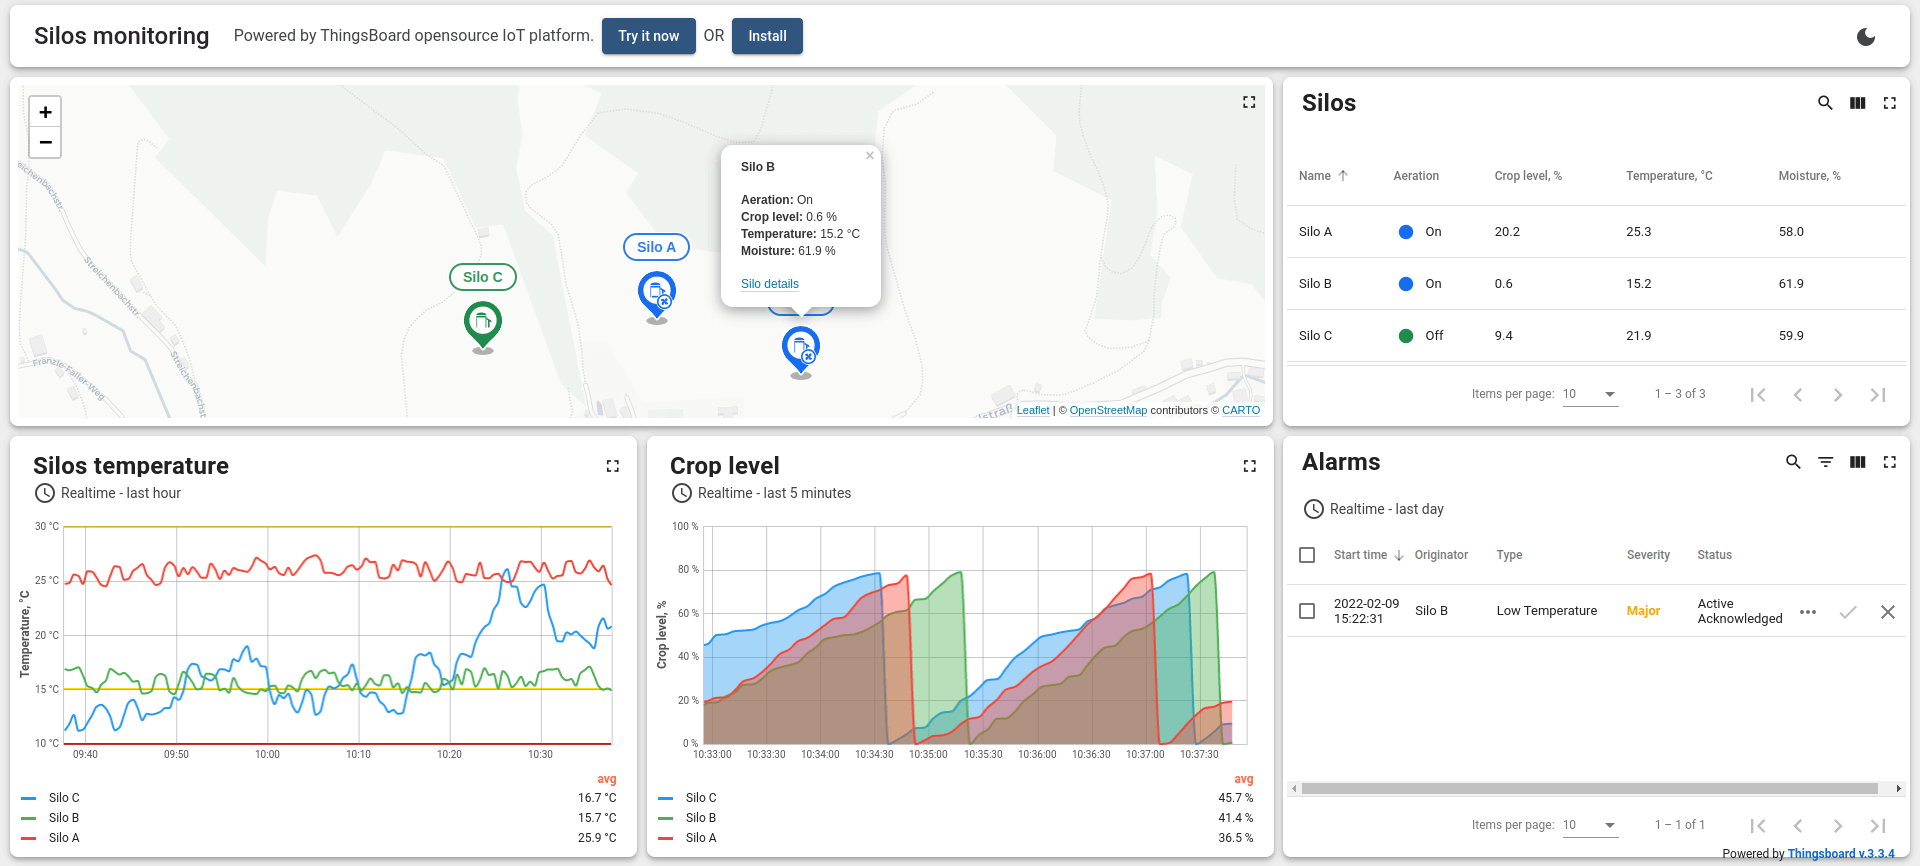 Silos monitoring
Powered by ThingsBoard opensource IoT platform.
Try it now
OR
Install
+
−
Silo B
Aeration: On
Crop level: 0.6 %
Temperature: 15.2 °C
Moisture: 61.9 %
Silo details
×
Silo A
Silo C
Streichenbachstr.
Streichenbachstr.
Franzle-Faller-Weg
Leaflet | © OpenStreetMap contributors © CARTO
Silos
Name Aeration Crop level, % Temperature, °C Moisture, %
Silo A On 20.2 25.3 58.0
Silo B On 0.6 15.2 61.9
Silo C Off 9.4 21.9 59.9
Items per page: 10 1 – 3 of 3
Silos temperature
Realtime - last hour
Temperature, °C
30 °C
25 °C
20 °C
15 °C
10 °C
09:40 09:50 10:00 10:10 10:20 10:30
avg
Silo C 16.7 °C
Silo B 15.7 °C
Silo A 25.9 °C
Crop level
Realtime - last 5 minutes
Crop level, %
100 %
80 %
60 %
40 %
20 %
0 %
10:33:00 10:33:30 10:34:00 10:34:30 10:35:00 10:35:30 10:36:00 10:36:30 10:37:00 10:37:30
avg
Silo C 45.7 %
Silo B 41.4 %
Silo A 36.5 %
Alarms
Realtime - last day
Start time Originator Type Severity Status
2022-02-09 15:22:31 Silo B Low Temperature Major Active Acknowledged
Items per page: 10 1 – 1 of 1
Powered by Thingsboard v.3.3.4